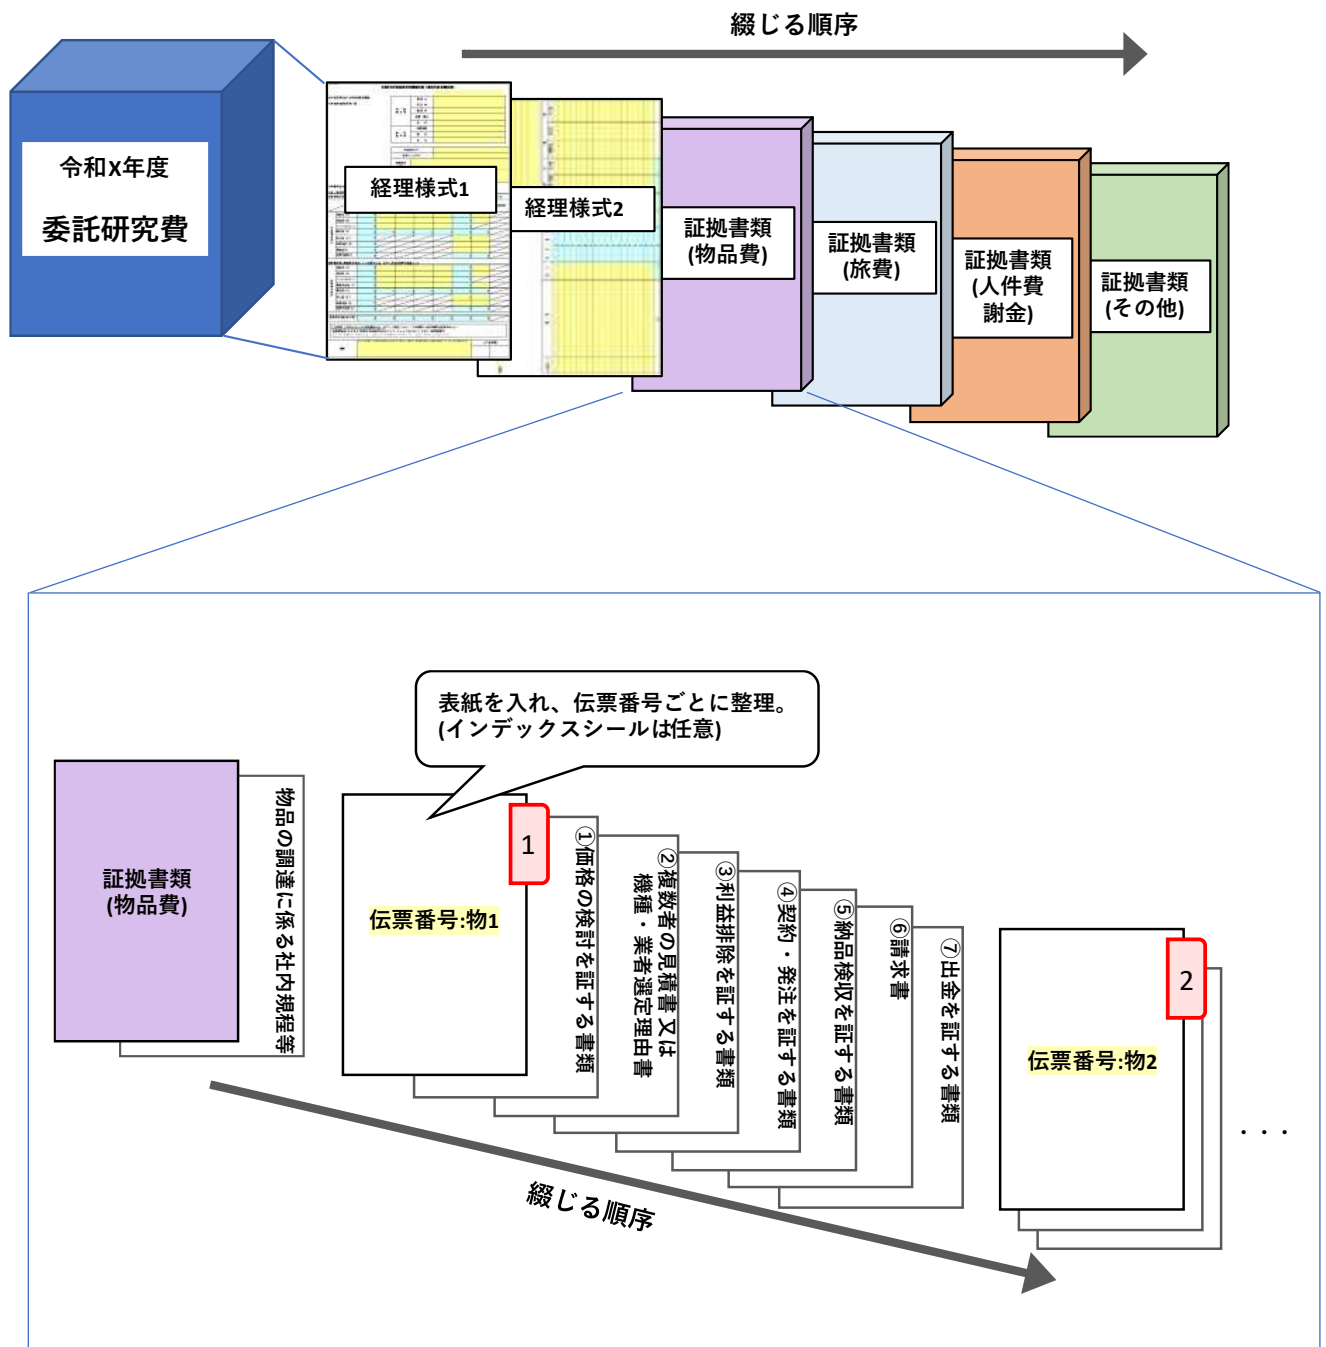 綴じる順序
令和X年度
委託研究費
経理様式1
経理様式2
証拠書類
(物品費)
証拠書類
(旅費)
証拠書類
(人件費
謝金)
証拠書類
(その他)
表紙を入れ、伝票番号ごとに整理。
(インデックスシールは任意)
証拠書類
(物品費)
物品の調達に係る社内規程等
伝票番号:物1
1
①価格の検討を証する書類
②複数者の見積書又は
機種・業者選定理由書
③利益排除を証する書類
④契約・発注を証する書類
⑤納品検収を証する書類
⑥請求書
⑦出金を証する書類
伝票番号:物2
2
・・・
綴じる順序